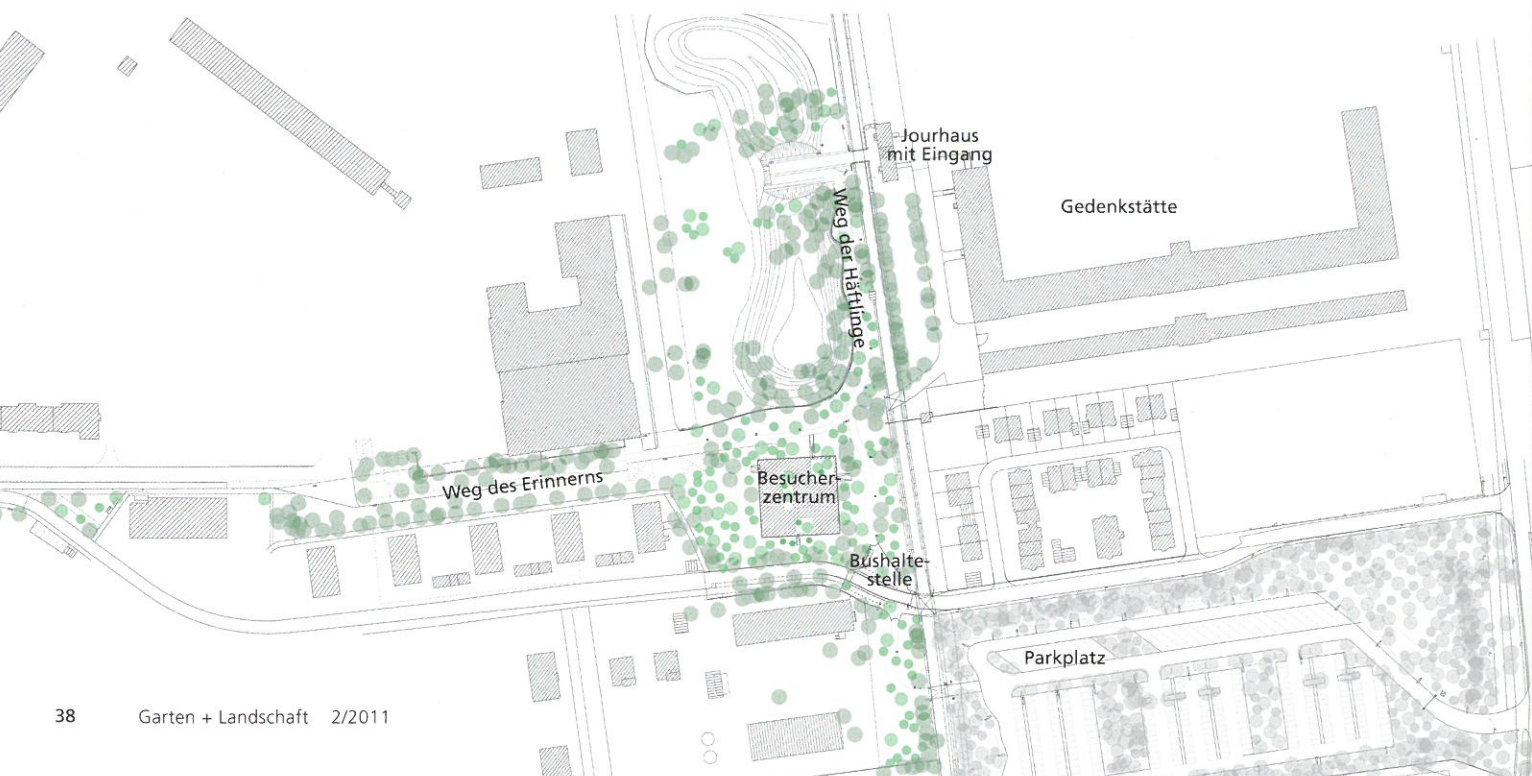 Jourhaus
mit Eingang
Gedenkstätte
Weg der Häftlinge
Weg des Erinnerns
Besucher-
zentrum
Bushalte-
stelle
Parkplatz
38 Garten + Landschaft 2/2011